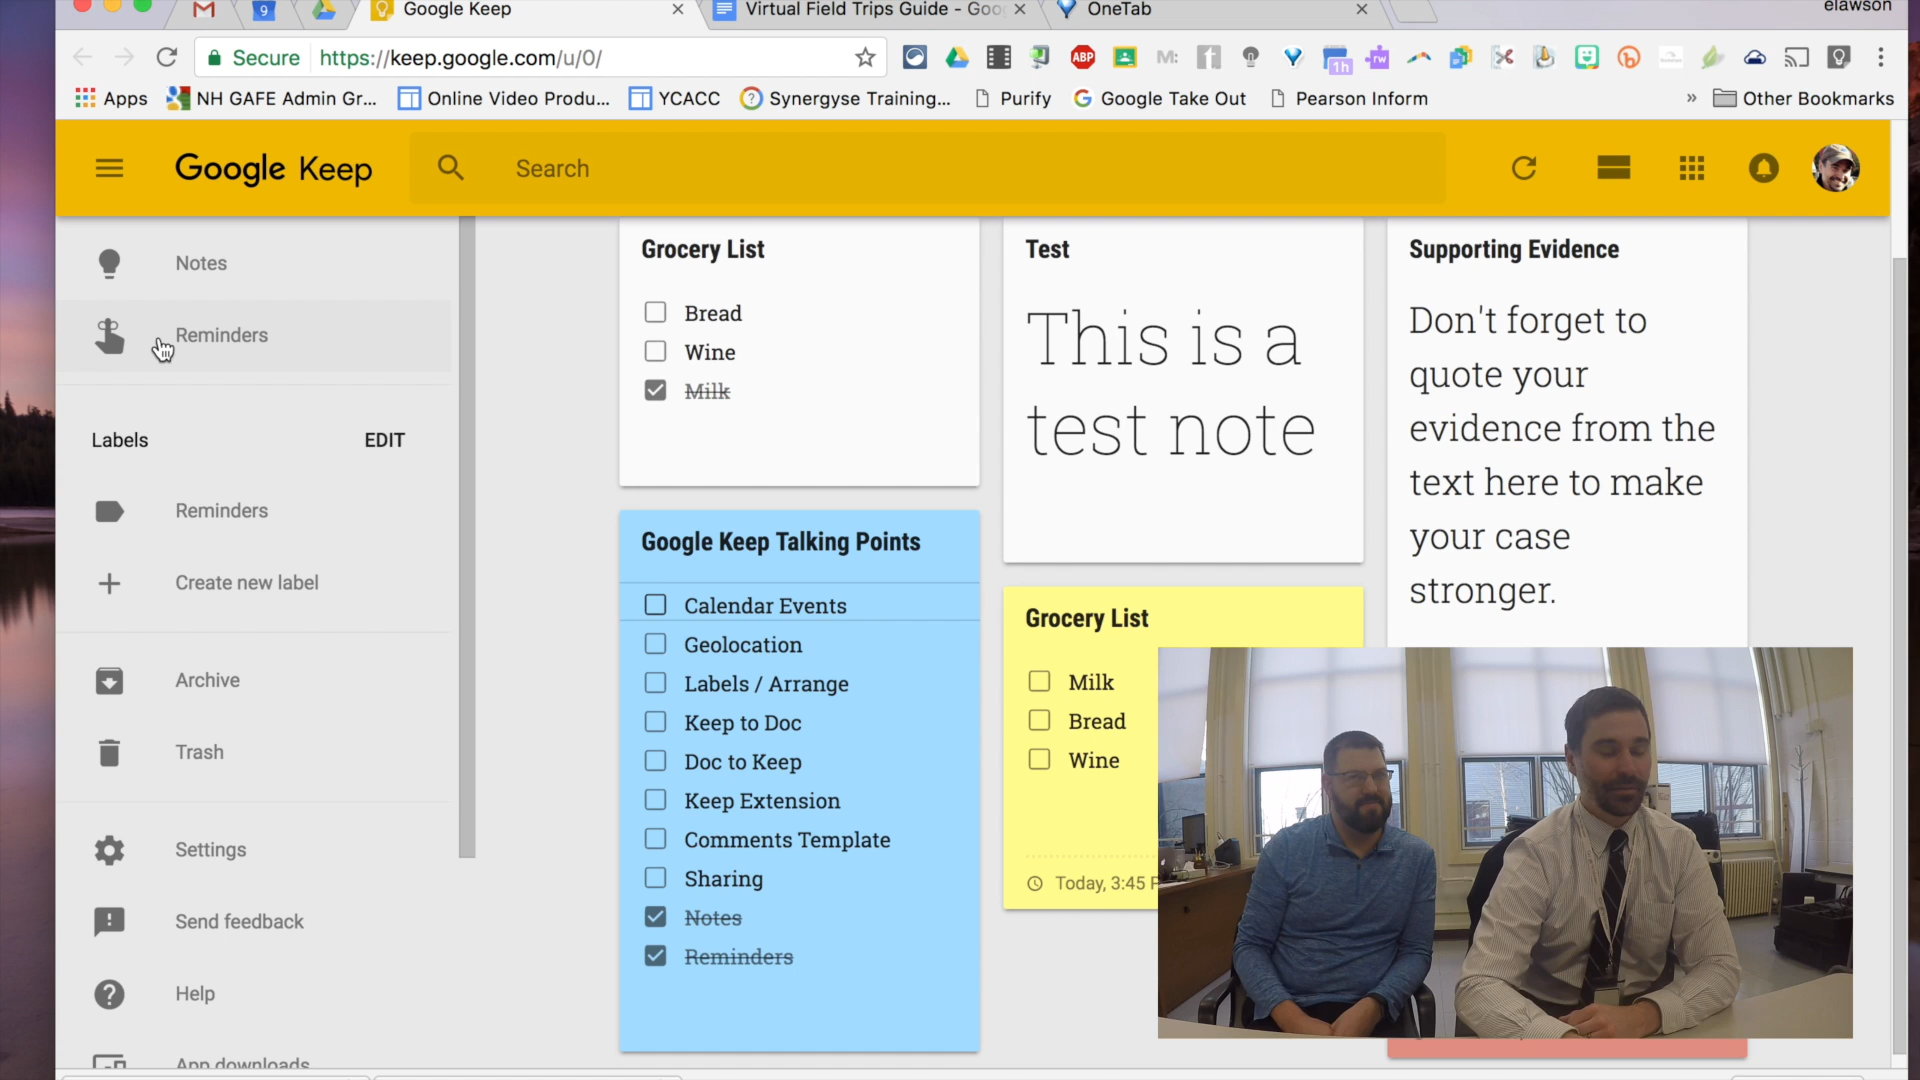 elawson
Google Keep
Virtual Field Trips Guide - Goo
OneTab
9
Secure
https://keep.google.com/u/0/
ABP
M:
1h
rw
Apps
NH GAFE Admin Gr...
Online Video Produ...
YCACC
Synergyse Training...
Purify
Google Take Out
Pearson Inform
»
Other Bookmarks
Google Keep
Search
Notes
Reminders
Labels
EDIT
Reminders
Create new label
Archive
Trash
Settings
Send feedback
Help
App downloads
Grocery List
Bread
Wine
Milk
Google Keep Talking Points
Calendar Events
Geolocation
Labels / Arrange
Keep to Doc
Doc to Keep
Keep Extension
Comments Template
Sharing
Notes
Reminders
Test
This is a
test note
Grocery List
Milk
Bread
Wine
Today, 3:45 P
Supporting Evidence
Don't forget to
quote your
evidence from the
text here to make
your case
stronger.